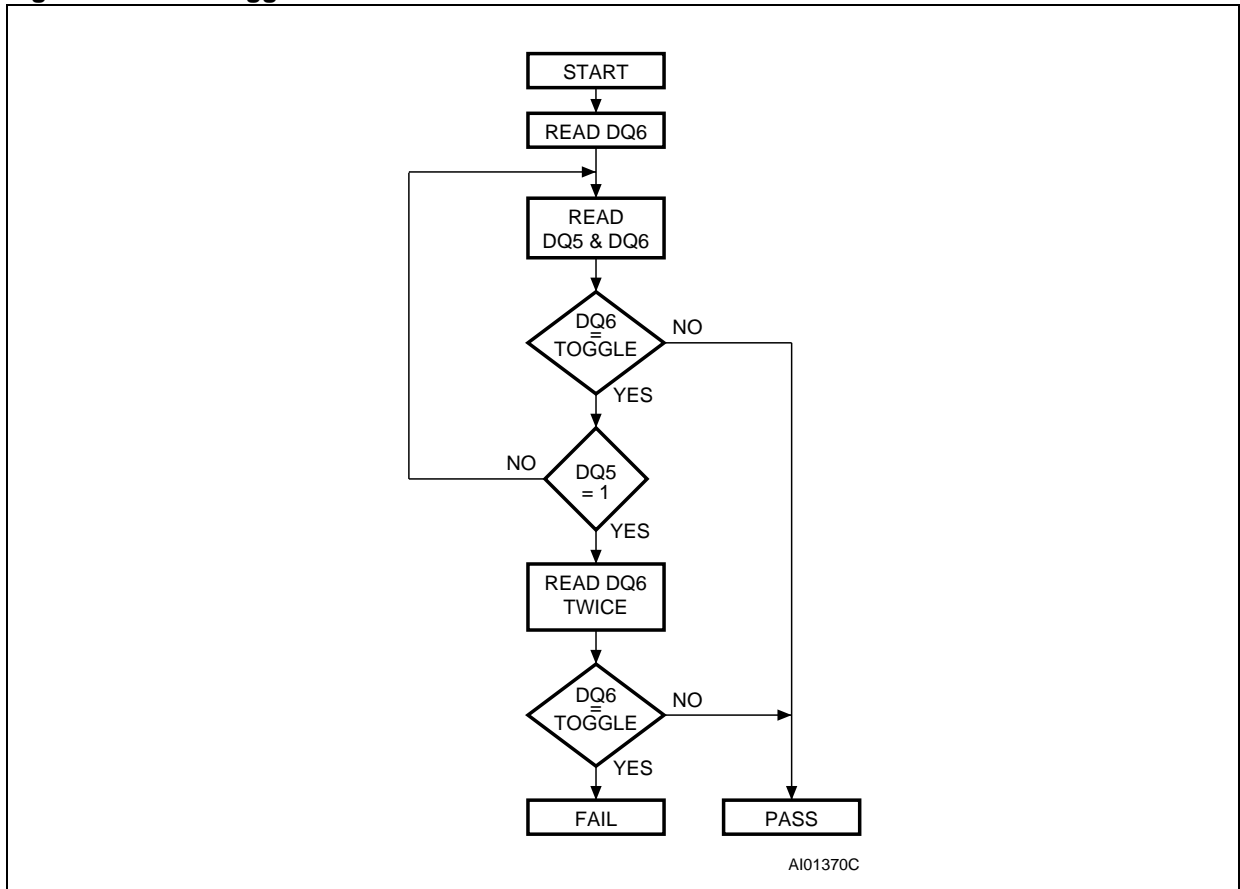 START
READ DQ6
READ
DQ5 & DQ6
DQ6
=
TOGGLE
NO
YES
NO
DQ5
= 1
YES
READ DQ6
TWICE
DQ6
=
TOGGLE
NO
YES
FAIL
PASS
AI01370C